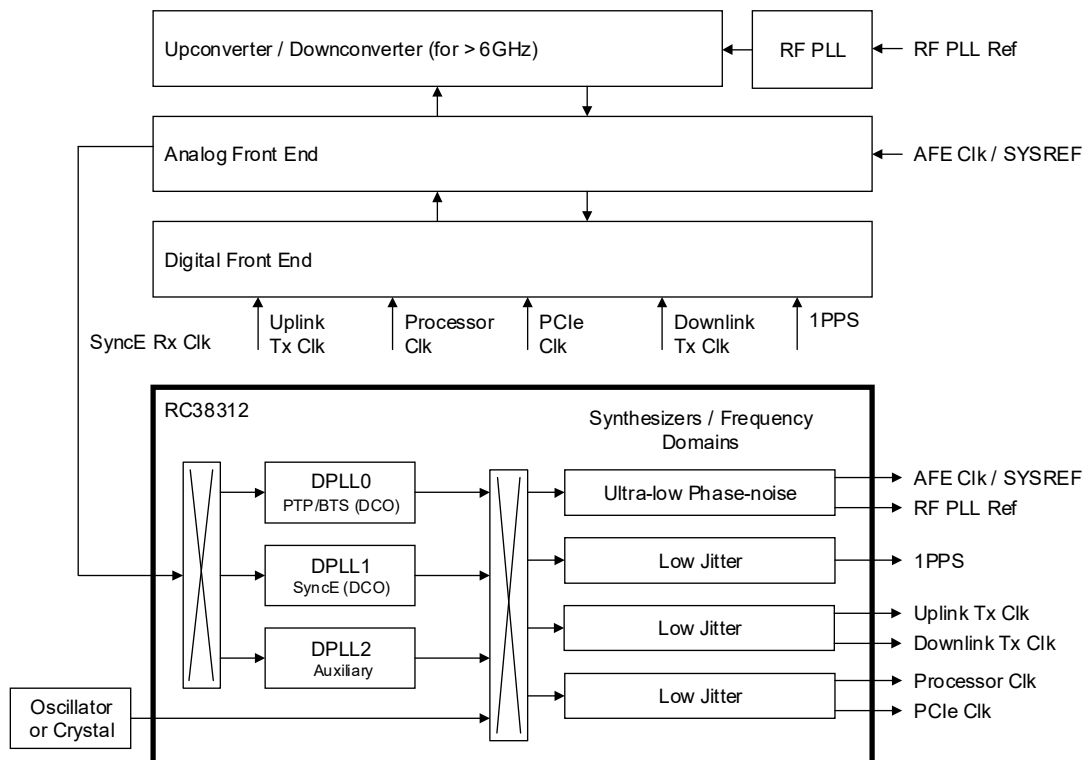 Upconverter / Downconverter (for > 6GHz)
RF PLL
RF PLL Ref
Analog Front End
AFE Clk / SYSREF
Digital Front End
SyncE Rx Clk
Uplink
Tx Clk
Processor
Clk
PCIe
Clk
Downlink
Tx Clk
1PPS
RC38312
Synthesizers / Frequency
Domains
DPLL0
PTP/BTS (DCO)
Ultra-low Phase-noise
AFE Clk / SYSREF
RF PLL Ref
DPLL1
SyncE (DCO)
Low Jitter
1PPS
DPLL2
Auxiliary
Low Jitter
Uplink Tx Clk
Downlink Tx Clk
Oscillator
or Crystal
Low Jitter
Processor Clk
PCIe Clk